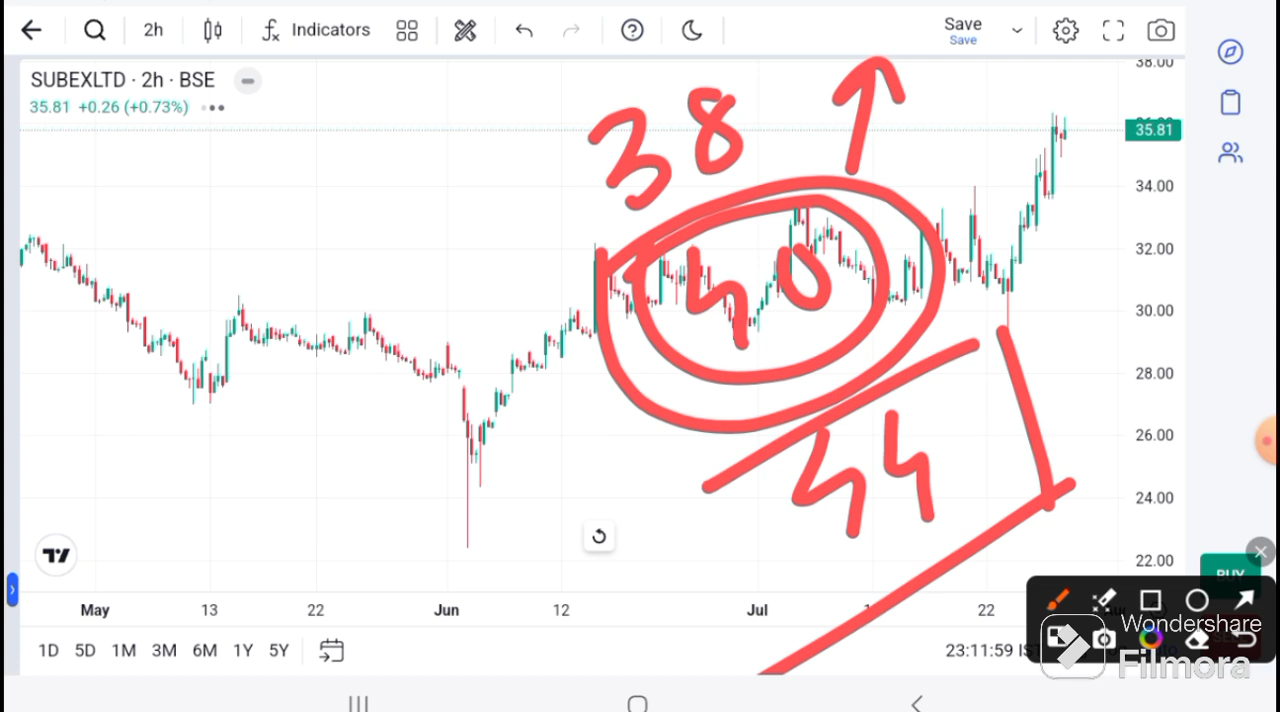 2h
Indicators
Save
Save
SUBEXLTD · 2h · BSE
35.81 +0.26 (+0.73%)
38.00
35.81
34.00
32.00
30.00
28.00
26.00
24.00
22.00
38
40
44
May 13 22 Jun 12 Jul 22
BUY
1D 5D 1M 3M 6M 1Y 5Y
23:11:59
Wondershare
Filmora